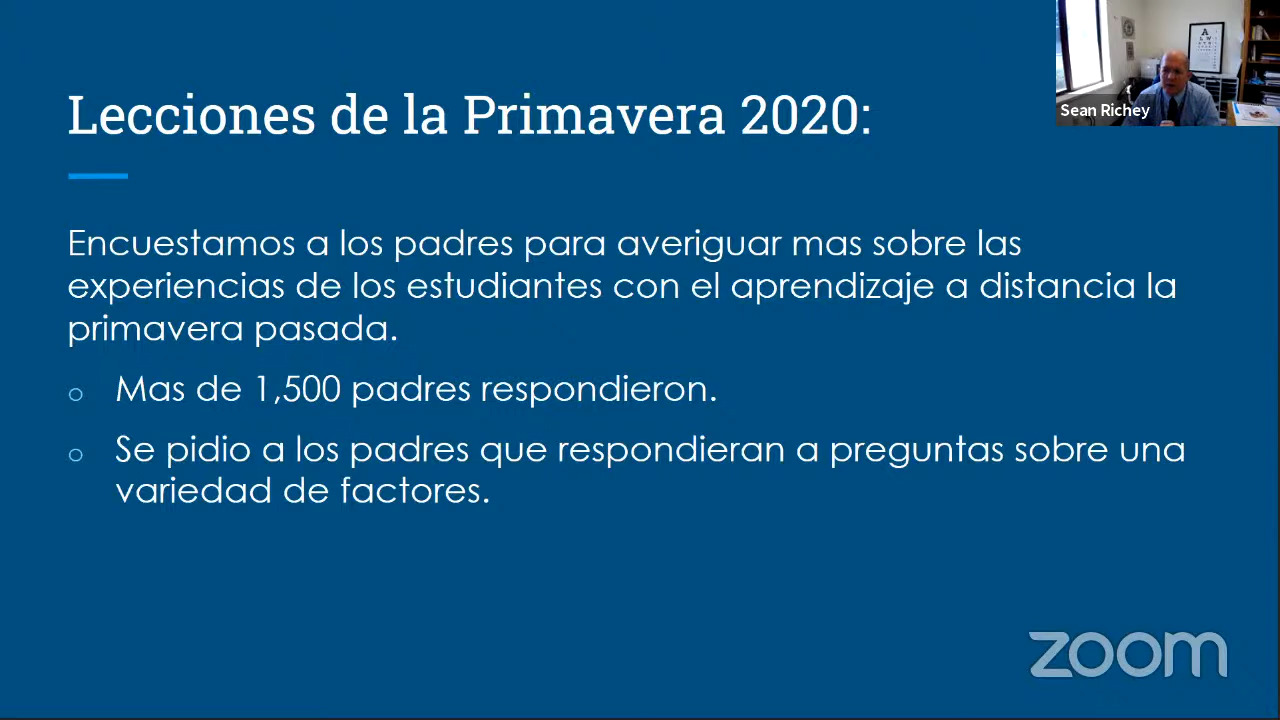 Lecciones de la Primavera 2020:
Sean Richey
Encuestamos a los padres para averiguar mas sobre las
experiencias de los estudiantes con el aprendizaje a distancia la
primavera pasada.
o Mas de 1,500 padres respondieron.
o Se pidio a los padres que respondieran a preguntas sobre una
variedad de factores.
zoom